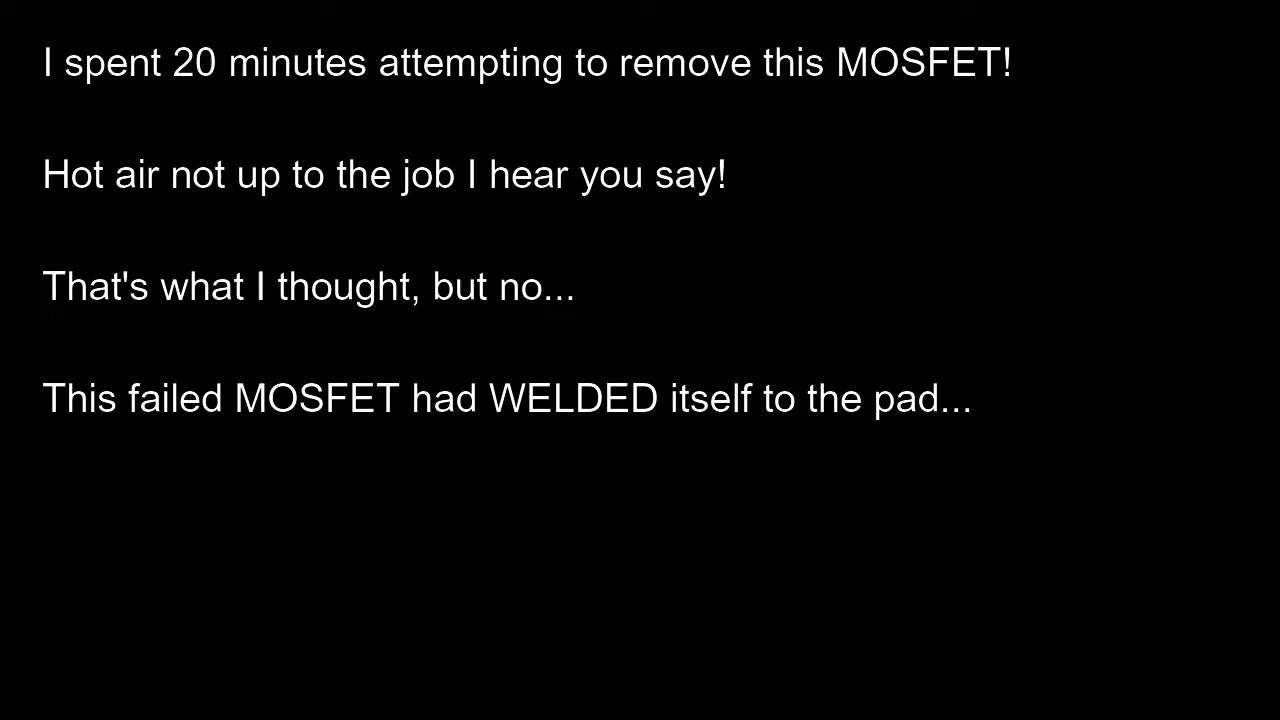 I spent 20 minutes attempting to remove this MOSFET!
Hot air not up to the job I hear you say!
That's what I thought, but no...
This failed MOSFET had WELDED itself to the pad...